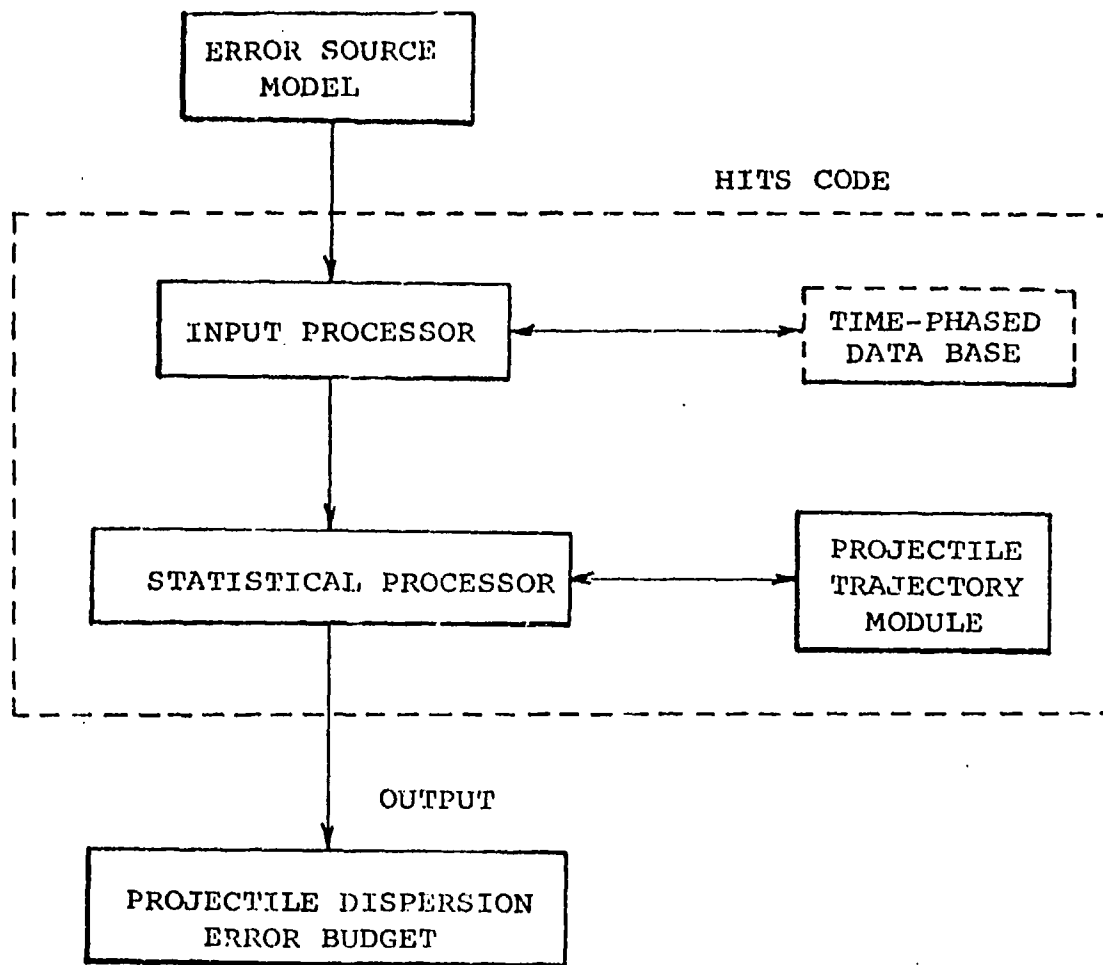 ERROR SOURCE
MODEL
HITS CODE
INPUT PROCESSOR
TIME-PHASED
DATA BASE
STATISTICAL PROCESSOR
PROJECTILE
TRAJECTORY
MODULE
OUTPUT
PROJECTILE DISPERSION
ERROR BUDGET